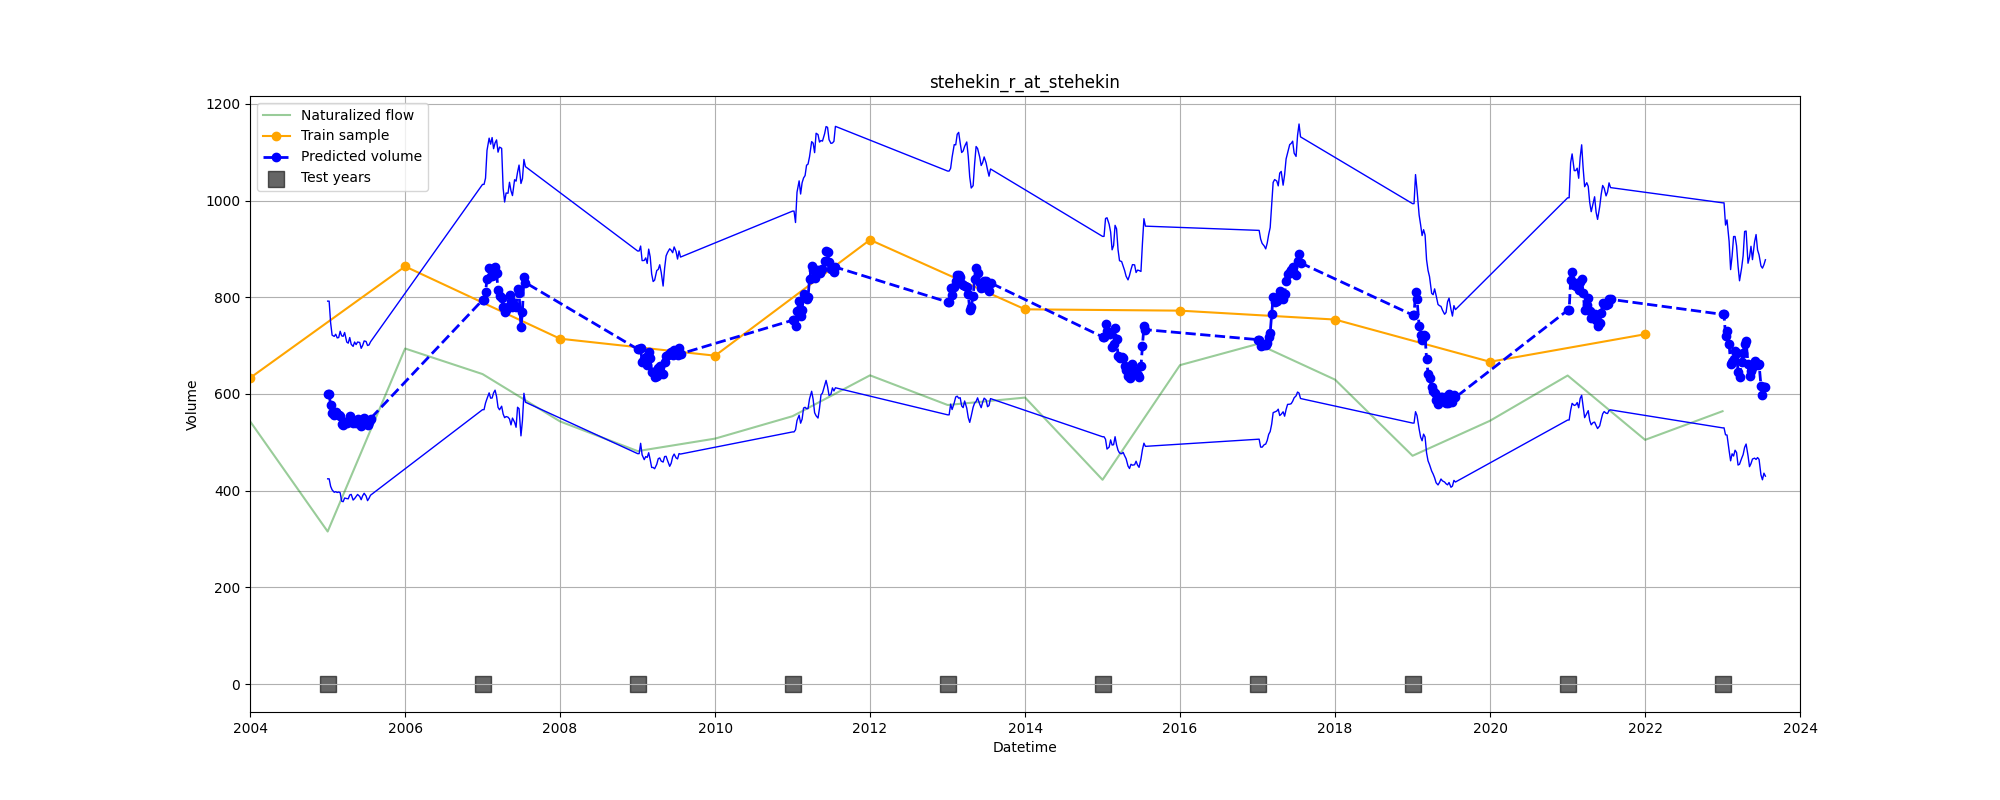 stehekin_r_at_stehekin
Naturalized flow
Train sample
Predicted volume
Test years
1200
1000
800
600
400
200
0
Volume
2004 2006 2008 2010 2012 2014 2016 2018 2020 2022 2024
Datetime